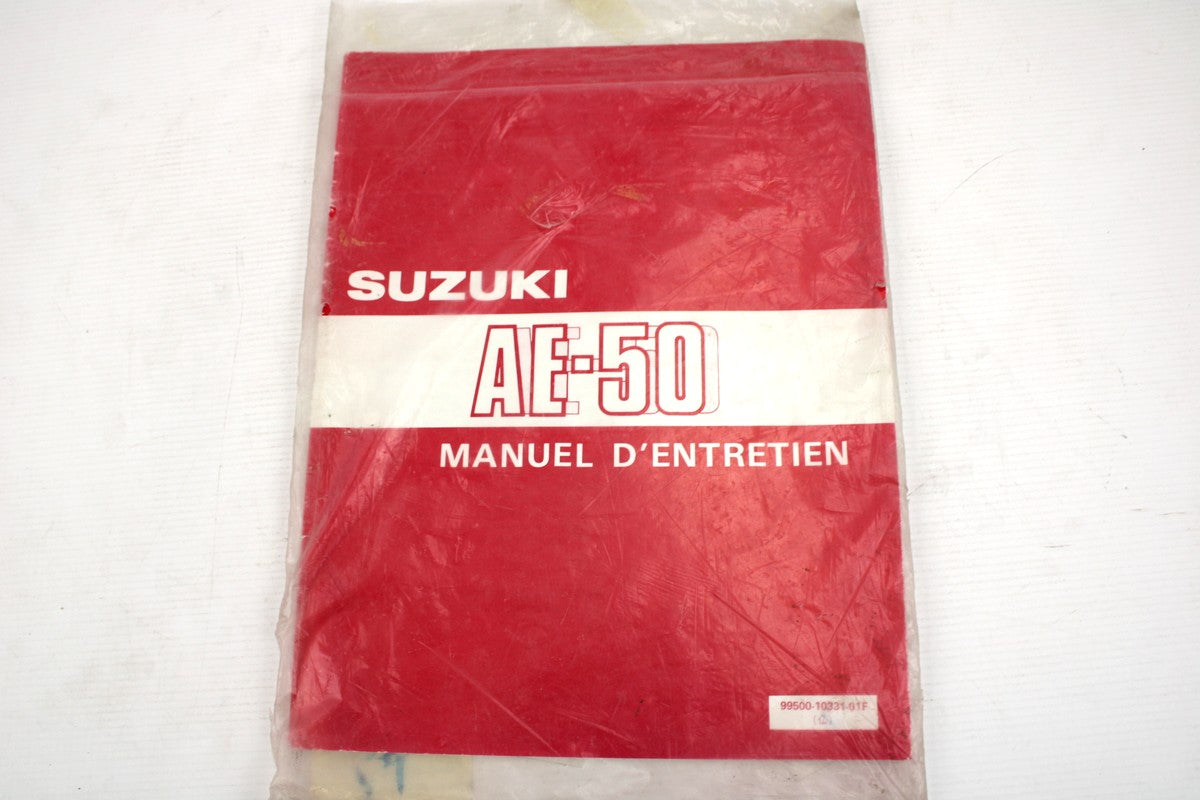 SUZUKI
AE-50
MANUEL D'ENTRETIEN
99500-10331-01F